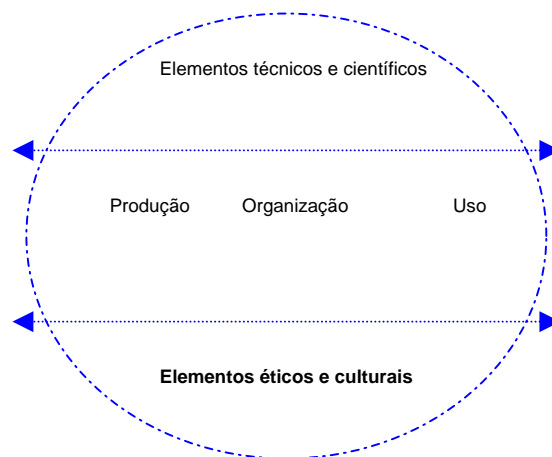 Elementos técnicos e científicos
Produção Organização Uso
Elementos éticos e culturais